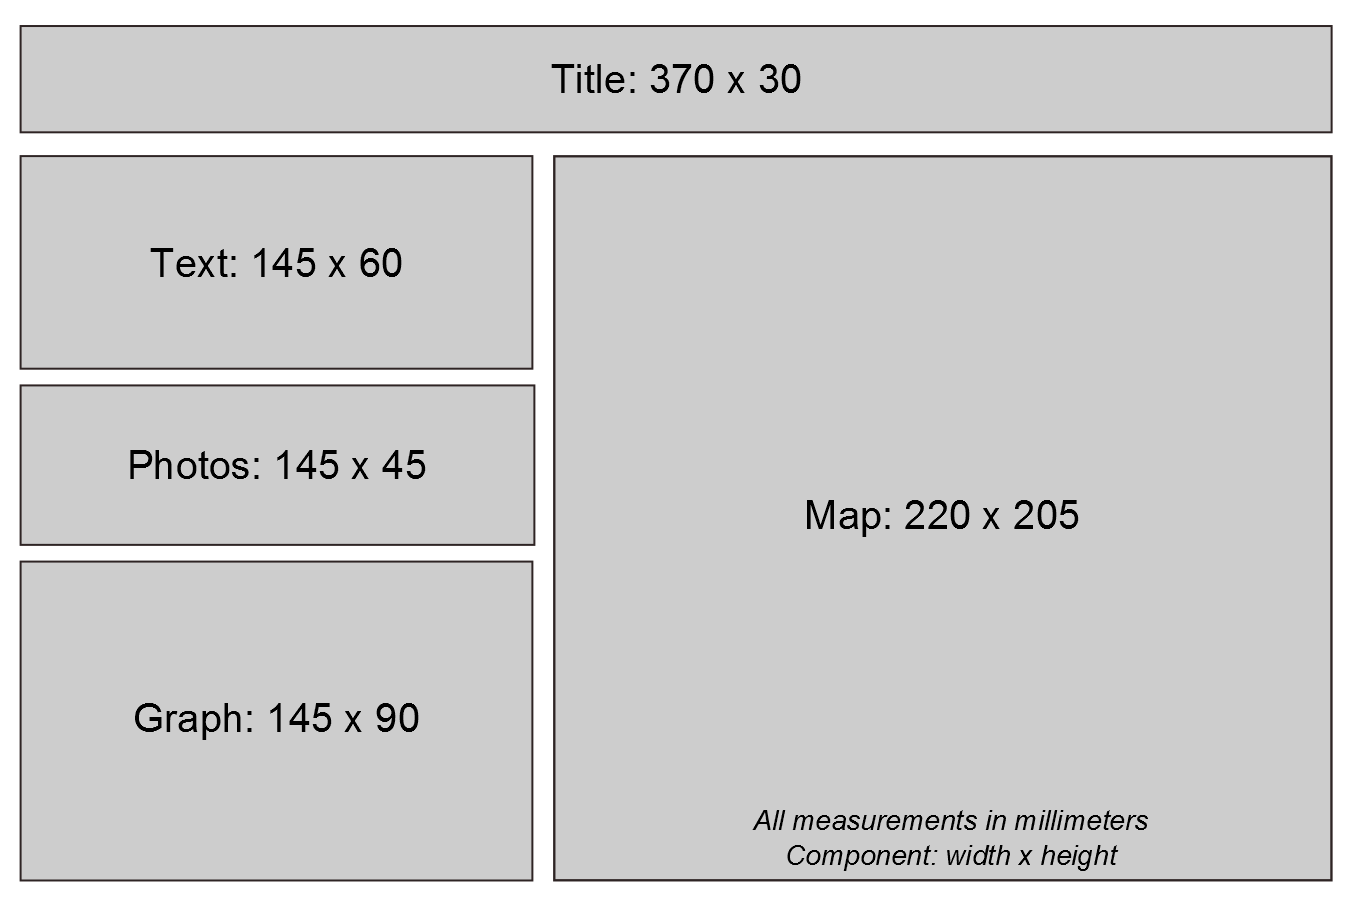 Title: 370 x 30
Text: 145 x 60
Photos: 145 x 45
Graph: 145 x 90
Map: 220 x 205
All measurements in millimeters
Component: width x height